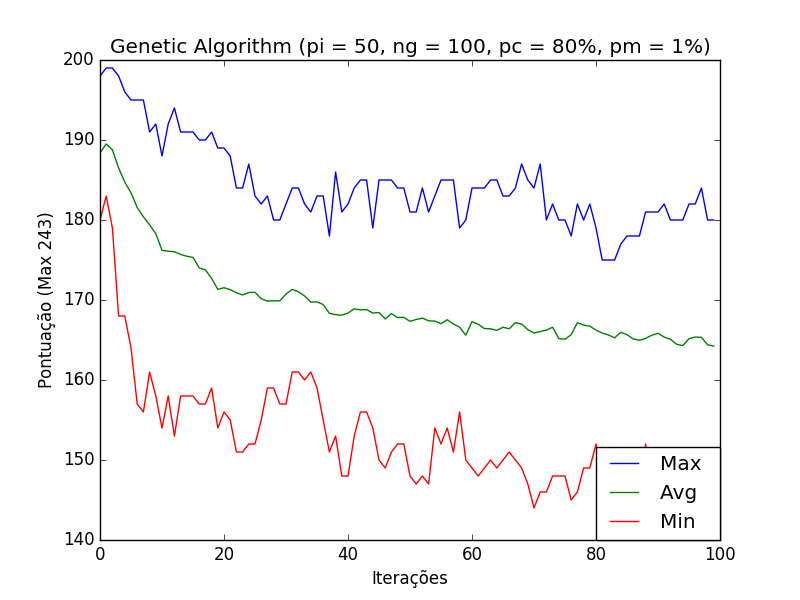 Genetic Algorithm (pi = 50, ng = 100, pc = 80%, pm = 1%)
200
190
180
170
160
150
140
Pontuação (Max 243)
0 20 40 60 80 100
Iterações
Max
Avg
Min